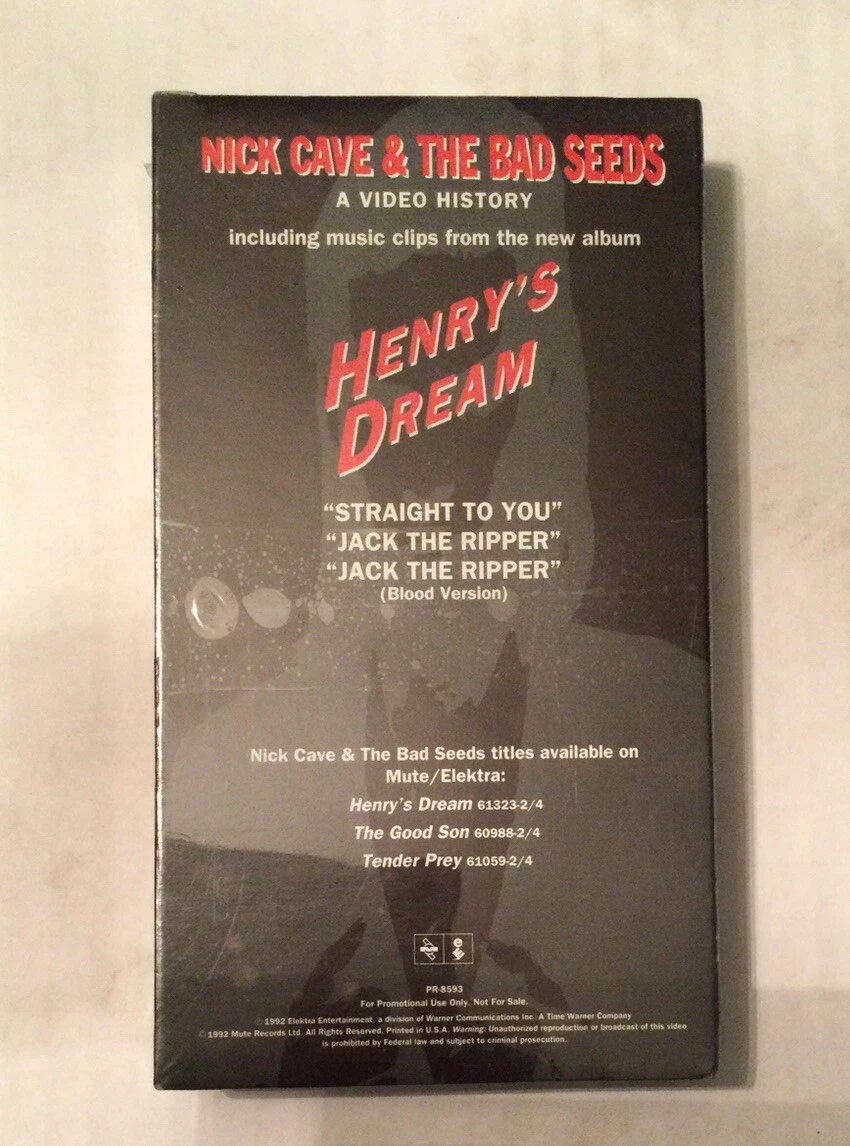 NICK CAVE & THE BAD SEEDS
A VIDEO HISTORY
including music clips from the new album
HENRY'S
DREAM
“STRAIGHT TO YOU”
“JACK THE RIPPER”
“JACK THE RIPPER”
(Blood Version)
Nick Cave & The Bad Seeds titles available on
Mute/Elektra:
Henry's Dream 61323-2/4
The Good Son 60988-2/4
Tender Prey 61059-2/4
PR-8593
For Promotional Use Only. Not For Sale.
©1992 Elektra Entertainment, a division of Warner Communications Inc. A Time Warner Company
©1992 Mute Records Ltd. All Rights Reserved. Printed in U.S.A. Warning: Unauthorized reproduction or broadcast of this video
is prohibited by Federal law and subject to criminal prosecution.